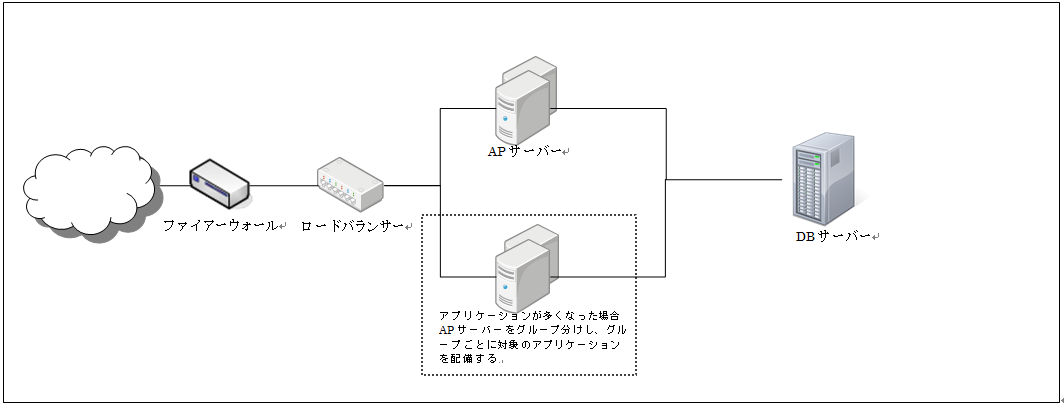 APサーバー
ファイアーウォール
ロードバランサー
DBサーバー
アプリケーションが多くなった場合
APサーバーをグループ分けし、グル
ープごとに対象のアプリケーション
を配備する。